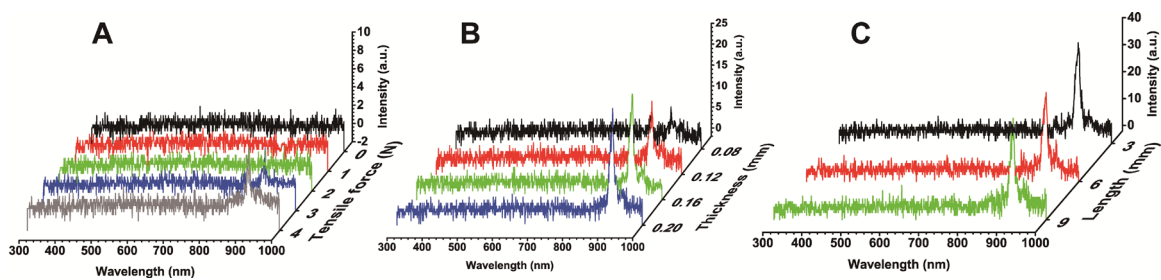 A
10
8
6
4
2
0
-2
Intensity (a.u.)
0
1
2
3
4
Tensile force (N)
300 400 500 600 700 800 900 1000
Wavelength (nm)
B
25
20
15
10
5
0
Intensity (a.u.)
0.08
0.12
0.16
0.20
Thickness (mm)
300 400 500 600 700 800 900 1000
Wavelength (nm)
C
40
30
20
10
0
Intensity (a.u.)
3
6
9
Length (mm)
300 400 500 600 700 800 900 1000
Wavelength (nm)